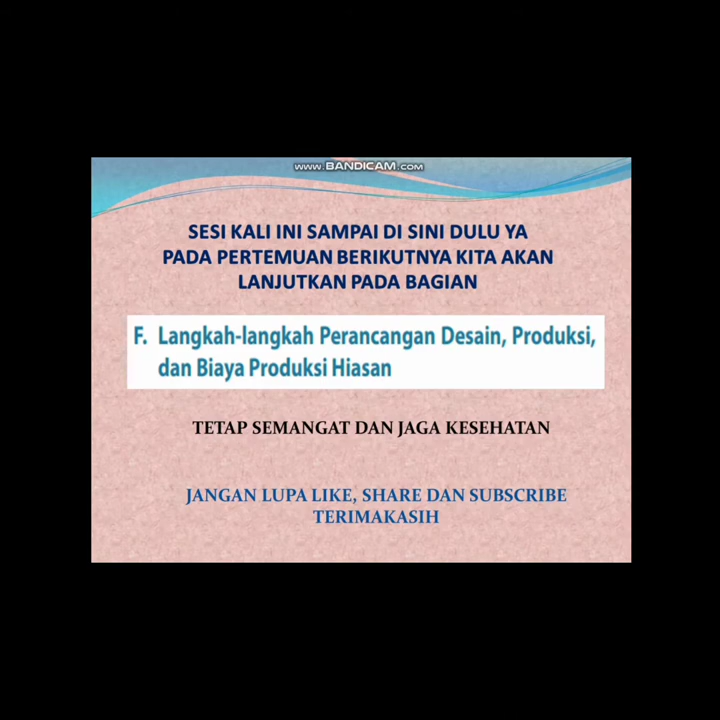 WWW.BANDICAM.COM
SESI KALI INI SAMPAI DI SINI DULU YA
PADA PERTEMUAN BERIKUTNYA KITA AKAN
LANJUTKAN PADA BAGIAN
F. Langkah-langkah Perancangan Desain, Produksi,
dan Biaya Produksi Hiasan
TETAP SEMANGAT DAN JAGA KESEHATAN
JANGAN LUPA LIKE, SHARE DAN SUBSCRIBE
TERIMAKASIH